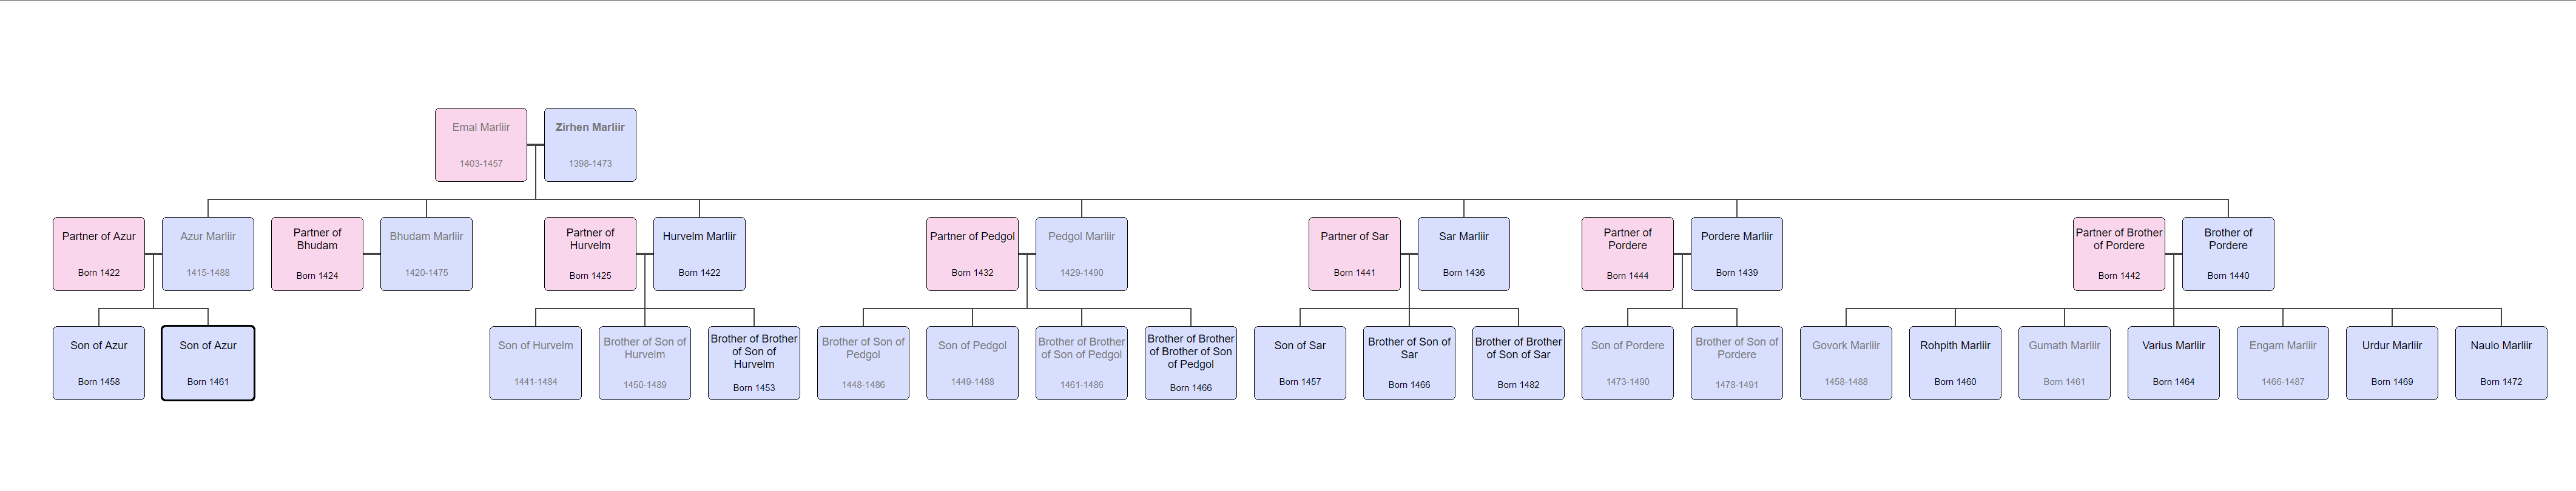 Emal Marliir
1403-1457
Zirhen Marliir
1398-1473
Partner of Azur
Born 1422
Azur Marliir
1415-1488
Partner of
Bhudam
Born 1424
Bhudam Marliir
1420-1475
Partner of
Hurvelm
Born 1425
Hurvelm Marliir
Born 1422
Partner of Pedgol
Born 1432
Pedgol Marliir
1429-1490
Partner of Sar
Born 1441
Sar Marliir
Born 1436
Partner of
Pordere
Born 1444
Pordere Marliir
Born 1439
Partner of Brother
of Pordere
Born 1442
Brother of
Pordere
Born 1440
Son of Azur
Born 1458
Son of Azur
Born 1461
Son of Hurvelm
1441-1484
Brother of Son of
Hurvelm
1450-1489
Brother of Brother
of Son of
Hurvelm
Born 1453
Brother of Son of
Pedgol
1448-1486
Son of Pedgol
1449-1488
Brother of Brother
of Son of Pedgol
1461-1486
Brother of Brother
of Brother of Son
of Pedgol
Born 1466
Son of Sar
Born 1457
Brother of Son of
Sar
Born 1466
Brother of Brother
of Son of Sar
Born 1482
Son of Pordere
1473-1490
Brother of Son of
Pordere
1478-1491
Govork Marliir
1458-1488
Rohpith Marliir
Born 1460
Gumath Marliir
Born 1461
Varius Marliir
Born 1464
Engam Marliir
1466-1487
Urdur Marliir
Born 1469
Naulo Marliir
Born 1472